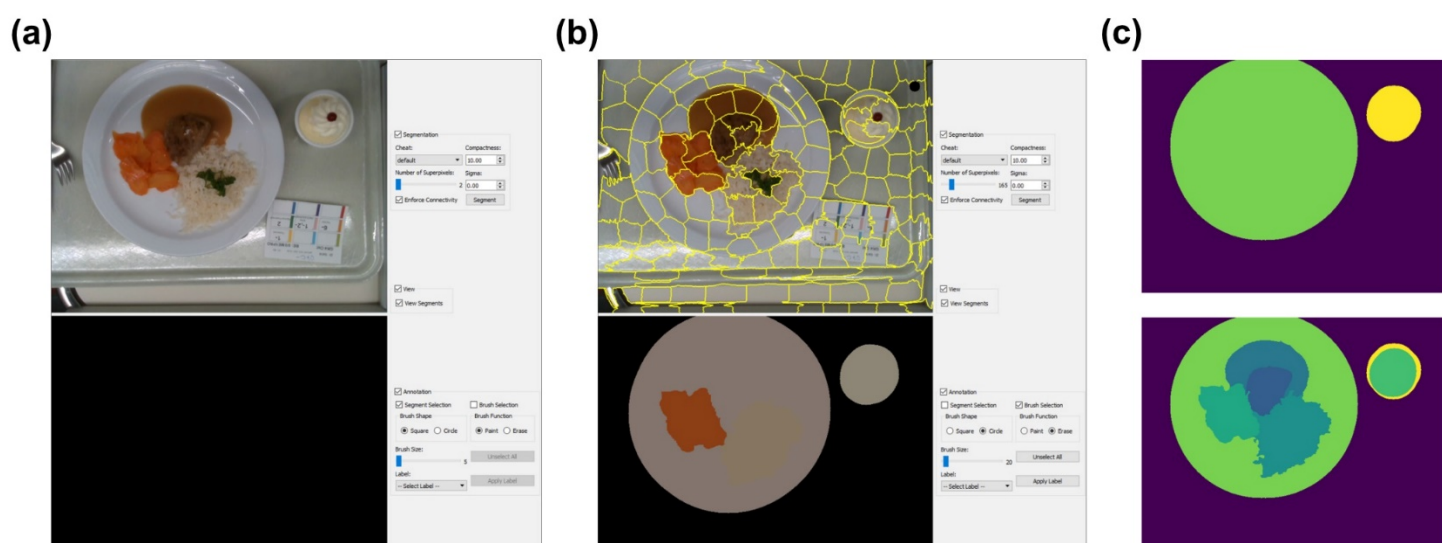 (a)
(b)
(c)
Segmentation
Cheat:
Compactness:
default
10.00
Number of Superpixels:
Sigma:
2
0.00
Enforce Connectivity
Segment
View
View Segments
Annotation
Segment Selection
Brush Selection
Brush Shape
Brush Function
Square
Circle
Paint
Erase
Brush Size:
5
Unselect All
Label:
-- Select Label --
Apply Label
Segmentation
Cheat:
Compactness:
default
10.00
Number of Superpixels:
Sigma:
165
0.00
Enforce Connectivity
Segment
View
View Segments
Annotation
Segment Selection
Brush Selection
Brush Shape
Brush Function
Square
Circle
Paint
Erase
Brush Size:
20
Unselect All
Label:
-- Select Label --
Apply Label